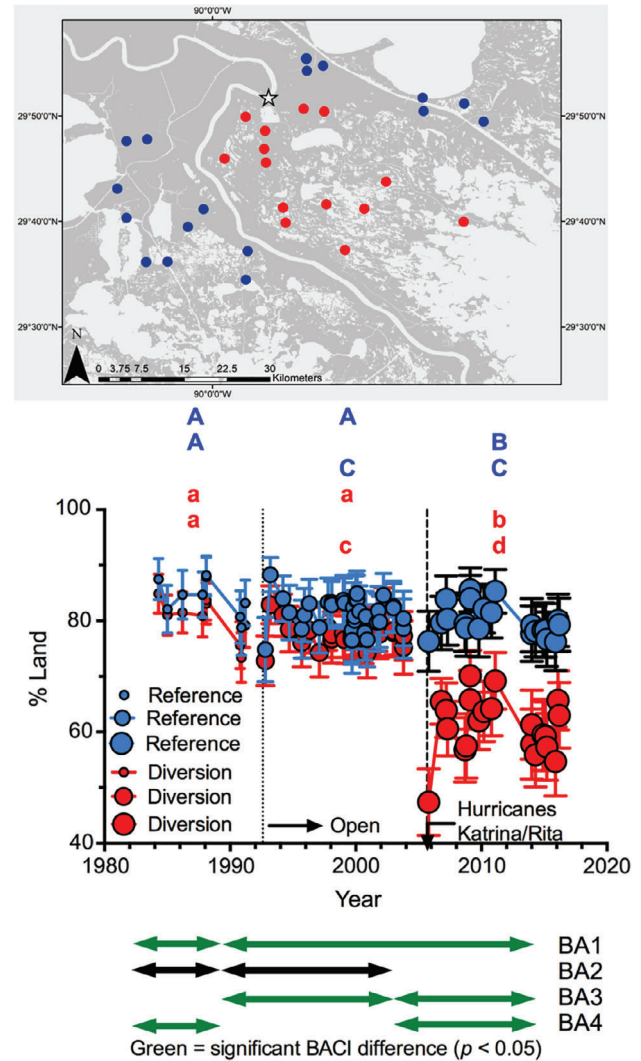 90°0'0"W
29°50'0"N
29°50'0"N
29°40'0"N
29°40'0"N
29°30'0"N
29°30'0"N
N
0 3.75 7.5 15 22.5 30
Kilometers
90°0'0"W
A A B
A C C
a a b
a c d
100
80
60
40
% Land
Reference
Reference
Reference
Diversion
Diversion
Diversion
Open
Hurricanes
Katrina/Rita
1980 1990 2000 2010 2020
Year
BA1
BA2
BA3
BA4
Green = significant BACI difference (p < 0.05)